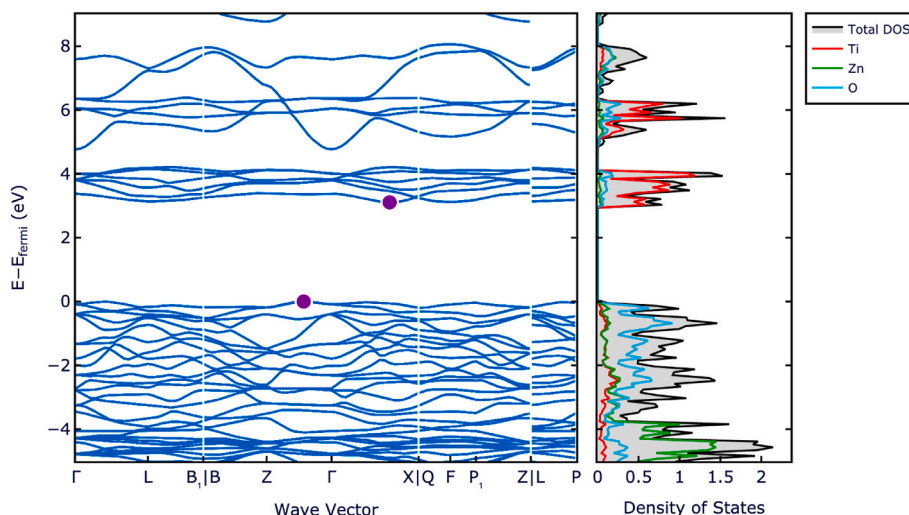 8
6
4
2
0
−2
−4
E−E_fermi (eV)
Γ L B₁|B Z Γ X|Q F P₁ Z|L P
Wave Vector
0 0.5 1 1.5 2
Density of States
Total DOS
Ti
Zn
O